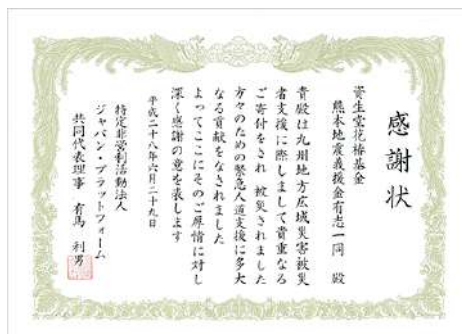 感謝状
資生堂花椿基金
熊本地震義援金有志一同 殿
貴殿は九州地方広域災害被災
者支援に際しまして貴重なる
ご寄付をされ 被災されました
方々のための緊急人道支援に多大
なる貢献をなされました
よってここにそのご厚情に対し
深く感謝の意を表します
平成二十八年六月二十九日
特定非営利活動法人
ジャパン・プラットフォーム
共同代表理事 有馬 利男